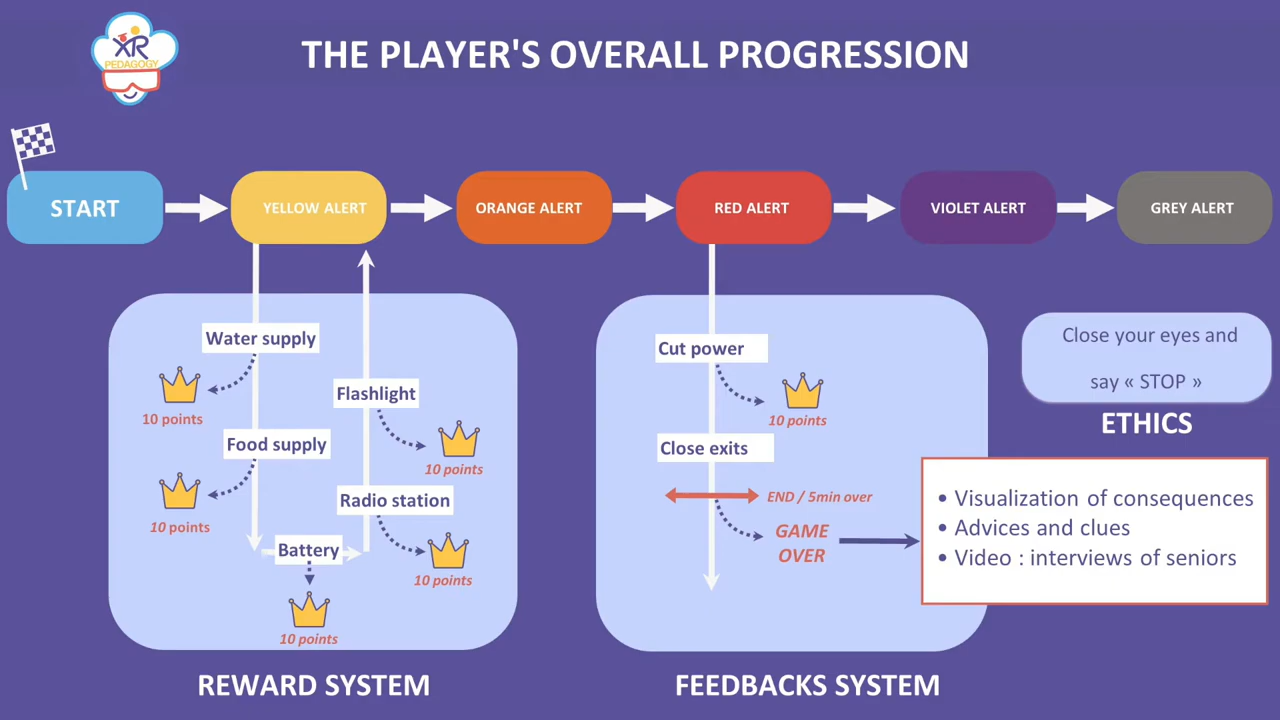 XR
PEDAGOGY
THE PLAYER'S OVERALL PROGRESSION
START
YELLOW ALERT
ORANGE ALERT
RED ALERT
VIOLET ALERT
GREY ALERT
Water supply
10 points
Food supply
10 points
Battery
10 points
Flashlight
10 points
Radio station
10 points
REWARD SYSTEM
Cut power
10 points
Close exits
END / 5min over
GAME
OVER
FEEDBACKS SYSTEM
Close your eyes and
say « STOP »
ETHICS
• Visualization of consequences
• Advices and clues
• Video : interviews of seniors